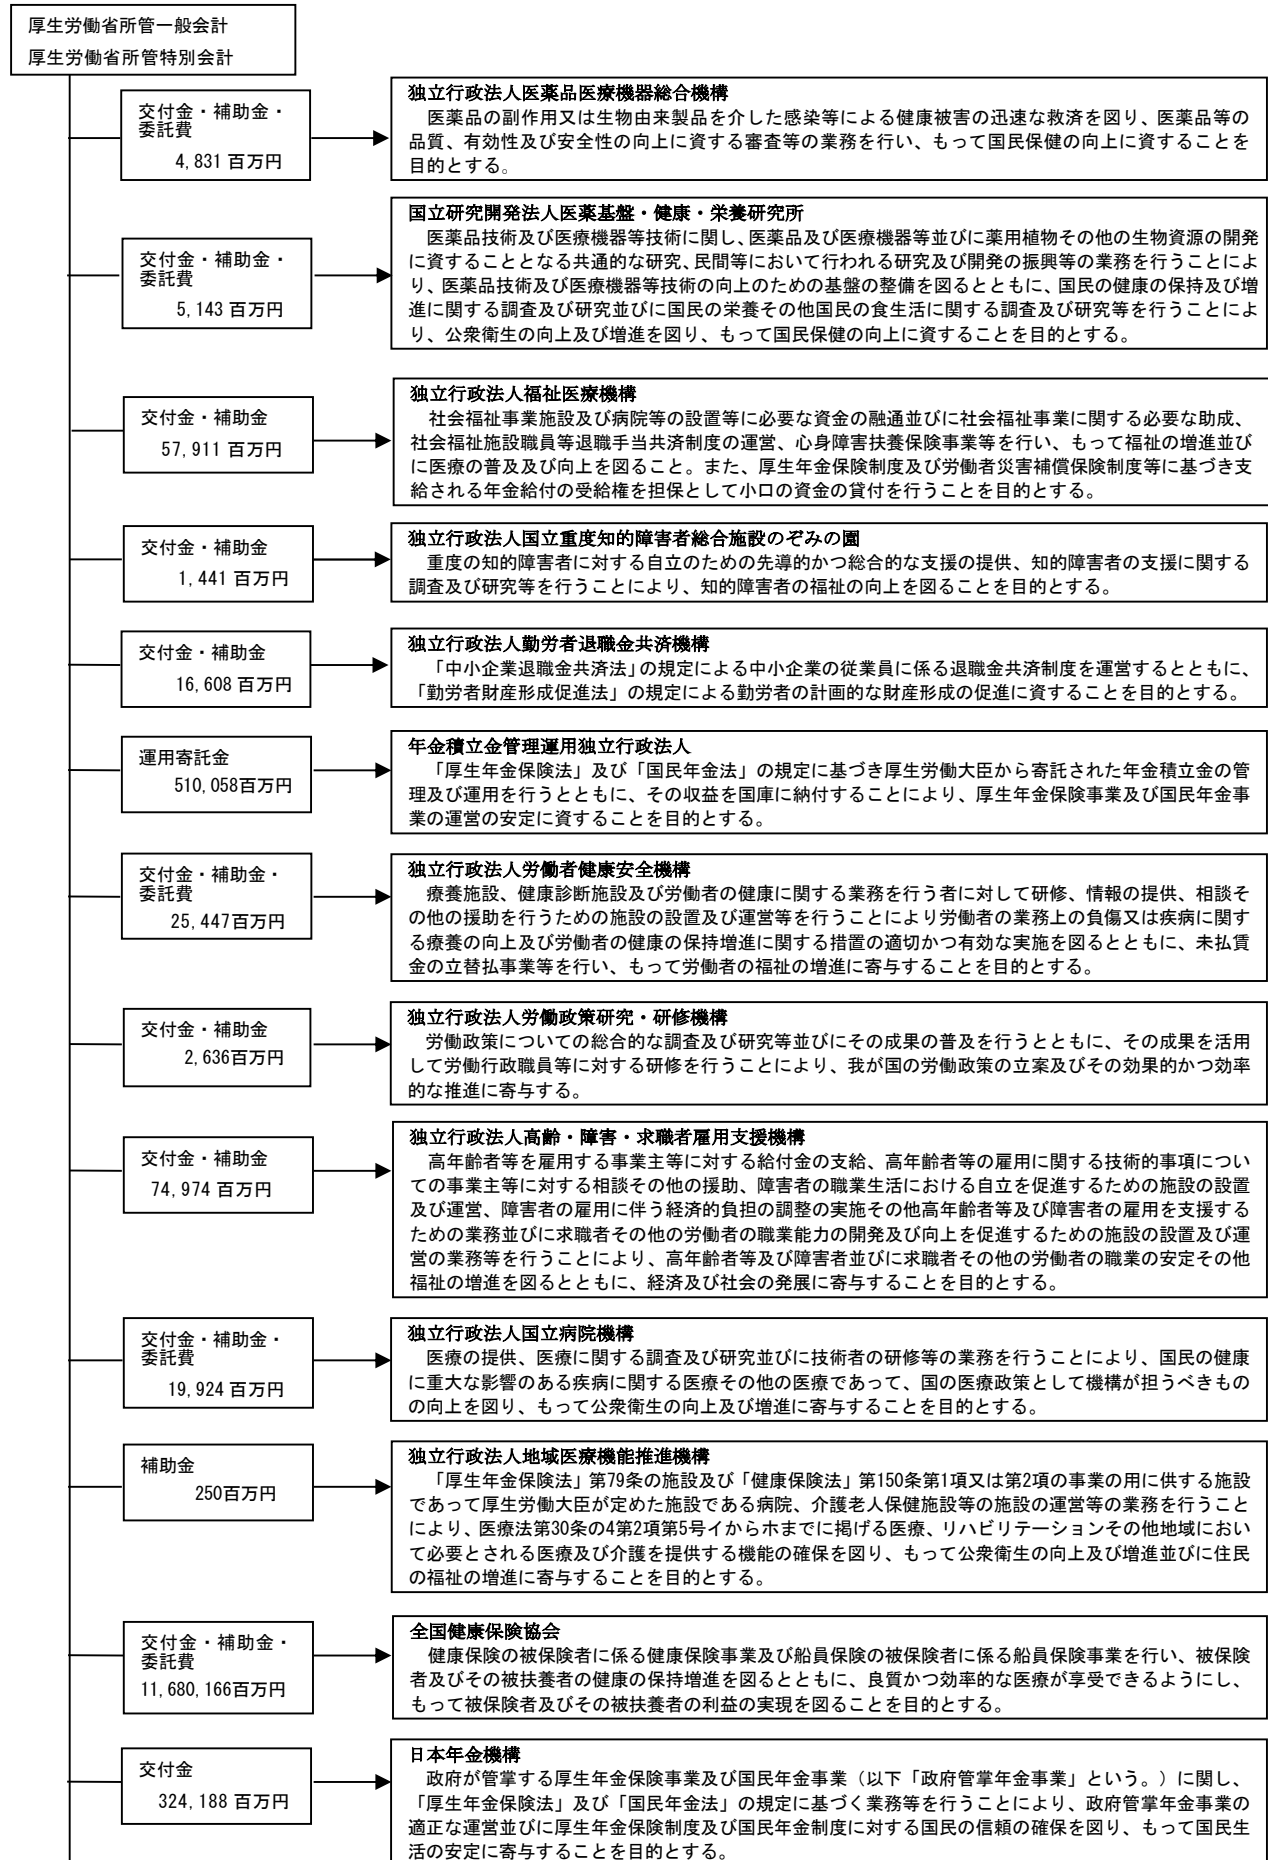 厚生労働省所管一般会計
厚生労働省所管特別会計
交付金・補助金・
委託費
4,831 百万円
独立行政法人医薬品医療機器総合機構
医薬品の副作用又は生物由来製品を介した感染等による健康被害の迅速な救済を図り、医薬品等の
品質、有効性及び安全性の向上に資する審査等の業務を行い、もって国民保健の向上に資することを
目的とする。
交付金・補助金・
委託費
5,143 百万円
国立研究開発法人医薬基盤・健康・栄養研究所
医薬品技術及び医療機器等技術に関し、医薬品及び医療機器等並びに薬用植物その他の生物資源の開発
に資することとなる共通的な研究、民間等において行われる研究及び開発の振興等の業務を行うことによ
り、医薬品技術及び医療機器等技術の向上のための基盤の整備を図るとともに、国民の健康の保持及び増
進に関する調査及び研究並びに国民の栄養その他国民の食生活に関する調査及び研究等を行うことによ
り、公衆衛生の向上及び増進を図り、もって国民保健の向上に資することを目的とする。
交付金・補助金
57,911 百万円
独立行政法人福祉医療機構
社会福祉事業施設及び病院等の設置等に必要な資金の融通並びに社会福祉事業に関する必要な助成、
社会福祉施設職員等退職手当共済制度の運営、心身障害扶養保険事業等を行い、もって福祉の増進並び
に医療の普及及び向上を図ること。また、厚生年金保険制度及び労働者災害補償保険制度等に基づき支
給される年金給付の受給権を担保として小口の資金の貸付を行うことを目的とする。
交付金・補助金
1,441 百万円
独立行政法人国立重度知的障害者総合施設のぞみの園
重度の知的障害者に対する自立のための先導的かつ総合的な支援の提供、知的障害者の支援に関する
調査及び研究等を行うことにより、知的障害者の福祉の向上を図ることを目的とする。
交付金・補助金
16,608 百万円
独立行政法人勤労者退職金共済機構
「中小企業退職金共済法」の規定による中小企業の従業員に係る退職金共済制度を運営するとともに、
「勤労者財産形成促進法」の規定による勤労者の計画的な財産形成の促進に資することを目的とする。
運用寄託金
510,058百万円
年金積立金管理運用独立行政法人
「厚生年金保険法」及び「国民年金法」の規定に基づき厚生労働大臣から寄託された年金積立金の管
理及び運用を行うとともに、その収益を国庫に納付することにより、厚生年金保険事業及び国民年金事
業の運営の安定に資することを目的とする。
交付金・補助金・
委託費
25,447百万円
独立行政法人労働者健康安全機構
療養施設、健康診断施設及び労働者の健康に関する業務を行う者に対して研修、情報の提供、相談そ
の他の援助を行うための施設の設置及び運営等を行うことにより労働者の業務上の負傷又は疾病に関す
る療養の向上及び労働者の健康の保持増進に関する措置の適切かつ有効な実施を図るとともに、未払賃
金の立替払事業等を行い、もって労働者の福祉の増進に寄与することを目的とする。
交付金・補助金
2,636百万円
独立行政法人労働政策研究・研修機構
労働政策についての総合的な調査及び研究等並びにその成果の普及を行うとともに、その成果を活用
して労働行政職員等に対する研修を行うことにより、我が国の労働政策の立案及びその効果的かつ効率
的な推進に寄与する。
交付金・補助金
74,974 百万円
独立行政法人高齢・障害・求職者雇用支援機構
高年齢者等を雇用する事業主等に対する給付金の支給、高年齢者等の雇用に関する技術的事項につい
ての事業主等に対する相談その他の援助、障害者の職業生活における自立を促進するための施設の設置
及び運営、障害者の雇用に伴う経済的負担の調整の実施その他高年齢者等及び障害者の雇用を支援する
ための業務並びに求職者その他の労働者の職業能力の開発及び向上を促進するための施設の設置及び運
営の業務等を行うことにより、高年齢者等及び障害者並びに求職者その他の労働者の職業の安定その他
福祉の増進を図るとともに、経済及び社会の発展に寄与することを目的とする。
交付金・補助金・
委託費
19,924 百万円
独立行政法人国立病院機構
医療の提供、医療に関する調査及び研究並びに技術者の研修等の業務を行うことにより、国民の健康
に重大な影響のある疾病に関する医療その他の医療であって、国の医療政策として機構が担うべきもの
の向上を図り、もって公衆衛生の向上及び増進に寄与することを目的とする。
補助金
250百万円
独立行政法人地域医療機能推進機構
「厚生年金保険法」第79条の施設及び「健康保険法」第150条第1項又は第2項の事業の用に供する施設
であって厚生労働大臣が定めた施設である病院、介護老人保健施設等の施設の運営等の業務を行うこと
により、医療法第30条の4第2項第5号イからホまでに掲げる医療、リハビリテーションその他地域におい
て必要とされる医療及び介護を提供する機能の確保を図り、もって公衆衛生の向上及び増進並びに住民
の福祉の増進に寄与することを目的とする。
交付金・補助金・
委託費
11,680,166百万円
全国健康保険協会
健康保険の被保険者に係る健康保険事業及び船員保険の被保険者に係る船員保険事業を行い、被保険
者及びその被扶養者の健康の保持増進を図るとともに、良質かつ効率的な医療が享受できるようにし、
もって被保険者及びその被扶養者の利益の実現を図ることを目的とする。
交付金
324,188 百万円
日本年金機構
政府が管掌する厚生年金保険事業及び国民年金事業（以下「政府管掌年金事業」という。）に関し、
「厚生年金保険法」及び「国民年金法」の規定に基づく業務等を行うことにより、政府管掌年金事業の
適正な運営並びに厚生年金保険制度及び国民年金制度に対する国民の信頼の確保を図り、もって国民生
活の安定に寄与することを目的とする。